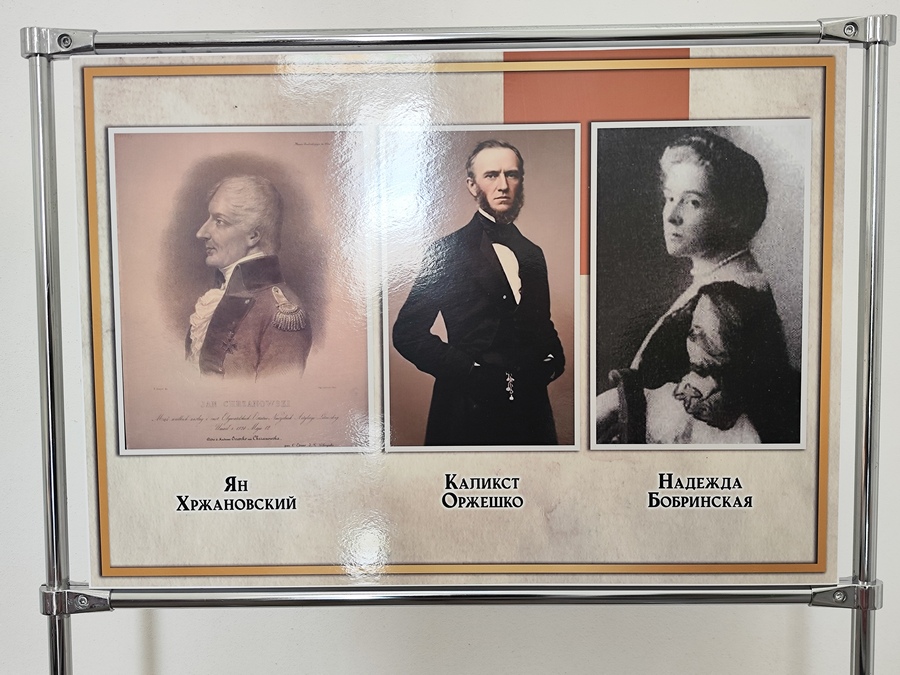 JAN CHRZANOWSKI
Ян
Хржановский
Каликст
Оржешко
Надежда
Бобринская